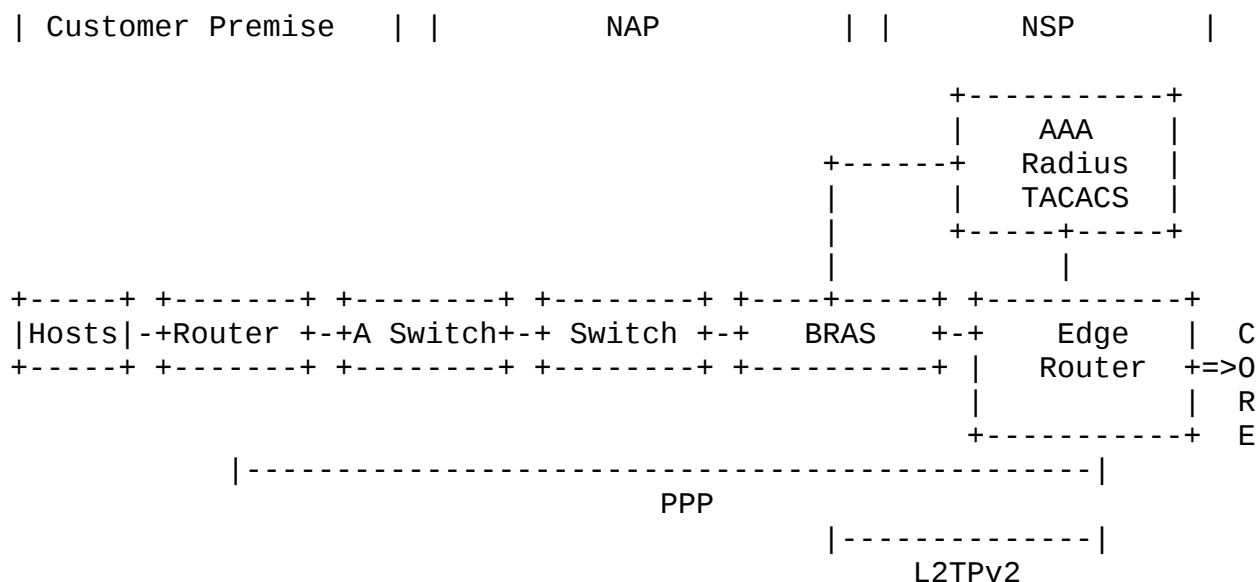 | Customer Premise | | NAP | | NSP |
+-----------+
| AAA |
+------+ Radius |
| | TACACS |
| +-----+-----+
| |
+-----+ +-------+ +--------+ +--------+ +----+-----+ +-----------+
|Hosts|-+Router +-+A Switch+-+ Switch +-+ BRAS +-+ Edge | C
+-----+ +-------+ +--------+ +--------+ +----------+ | Router +=>O
| | R
+-----------+ E
|-----------------------------------------------|
PPP
|--------------|
L2TPv2